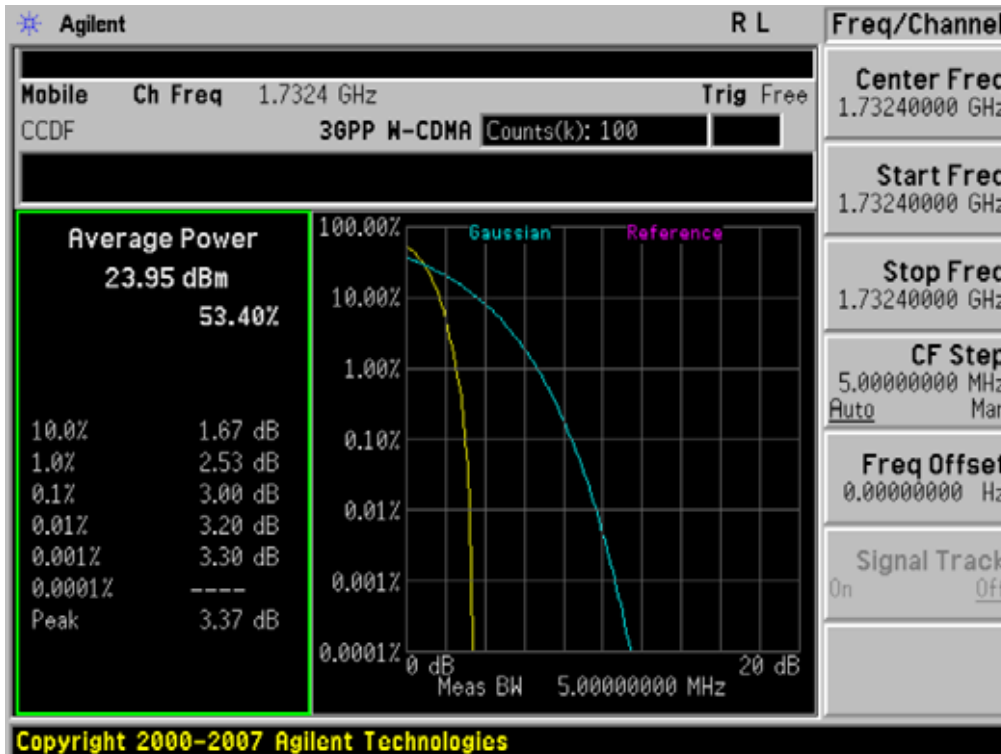 Agilent
R L
Freq/Channel
Mobile Ch Freq 1.7324 GHz Trig Free
CCDF 3GPP W-CDMA Counts(k): 100
Average Power
23.95 dBm
53.40%
10.0% 1.67 dB
1.0% 2.53 dB
0.1% 3.00 dB
0.01% 3.20 dB
0.001% 3.30 dB
0.0001% ----
Peak 3.37 dB
100.00%
10.00%
1.00%
0.10%
0.01%
0.001%
0.0001%
Gaussian Reference
0 dB 20 dB
Meas BW 5.00000000 MHz
Center Freq
1.73240000 GHz
Start Freq
1.73240000 GHz
Stop Freq
1.73240000 GHz
CF Step
5.00000000 MHz
Auto Man
Freq Offset
0.00000000 Hz
Signal Track
On Off
Copyright 2000-2007 Agilent Technologies